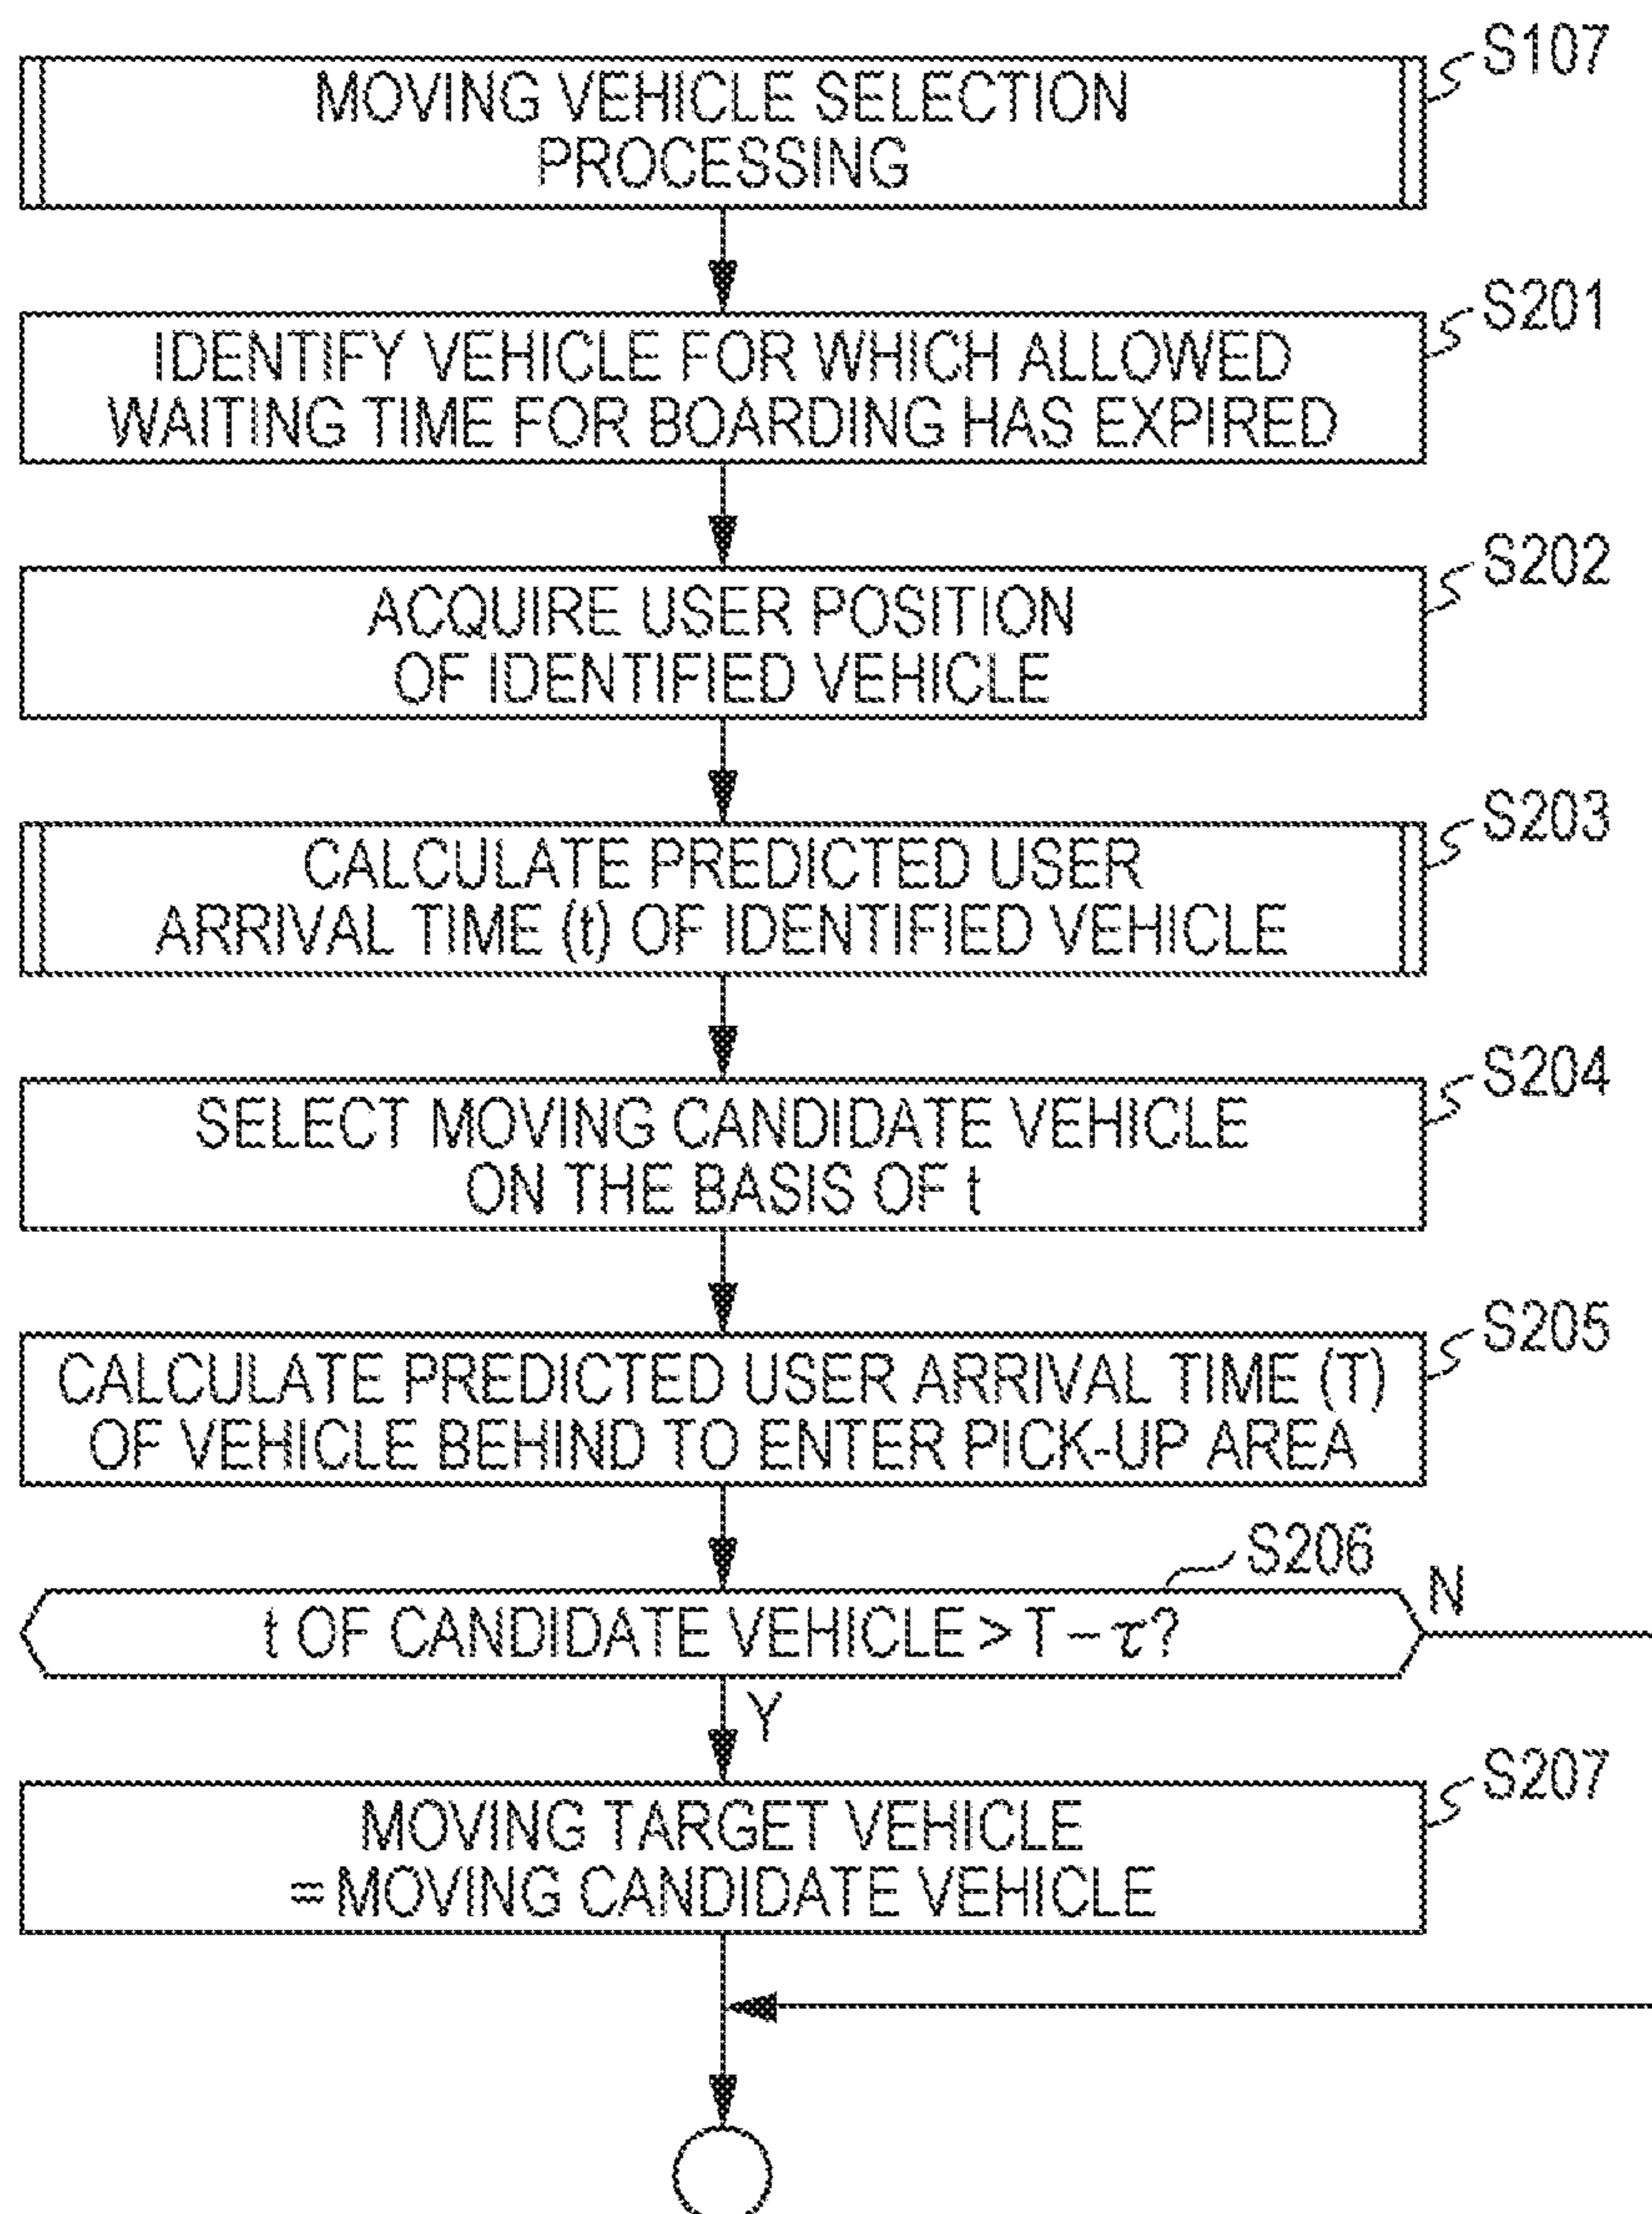 S107
MOVING VEHICLE SELECTION
PROCESSING
S201
IDENTIFY VEHICLE FOR WHICH ALLOWED
WAITING TIME FOR BOARDING HAS EXPIRED
S202
ACQUIRE USER POSITION
OF IDENTIFIED VEHICLE
S203
CALCULATE PREDICTED USER
ARRIVAL TIME (t) OF IDENTIFIED VEHICLE
S204
SELECT MOVING CANDIDATE VEHICLE
ON THE BASIS OF t
S205
CALCULATE PREDICTED USER ARRIVAL TIME (T)
OF VEHICLE BEHIND TO ENTER PICK-UP AREA
S206
t OF CANDIDATE VEHICLE > T − τ?
N
Y
S207
MOVING TARGET VEHICLE
= MOVING CANDIDATE VEHICLE